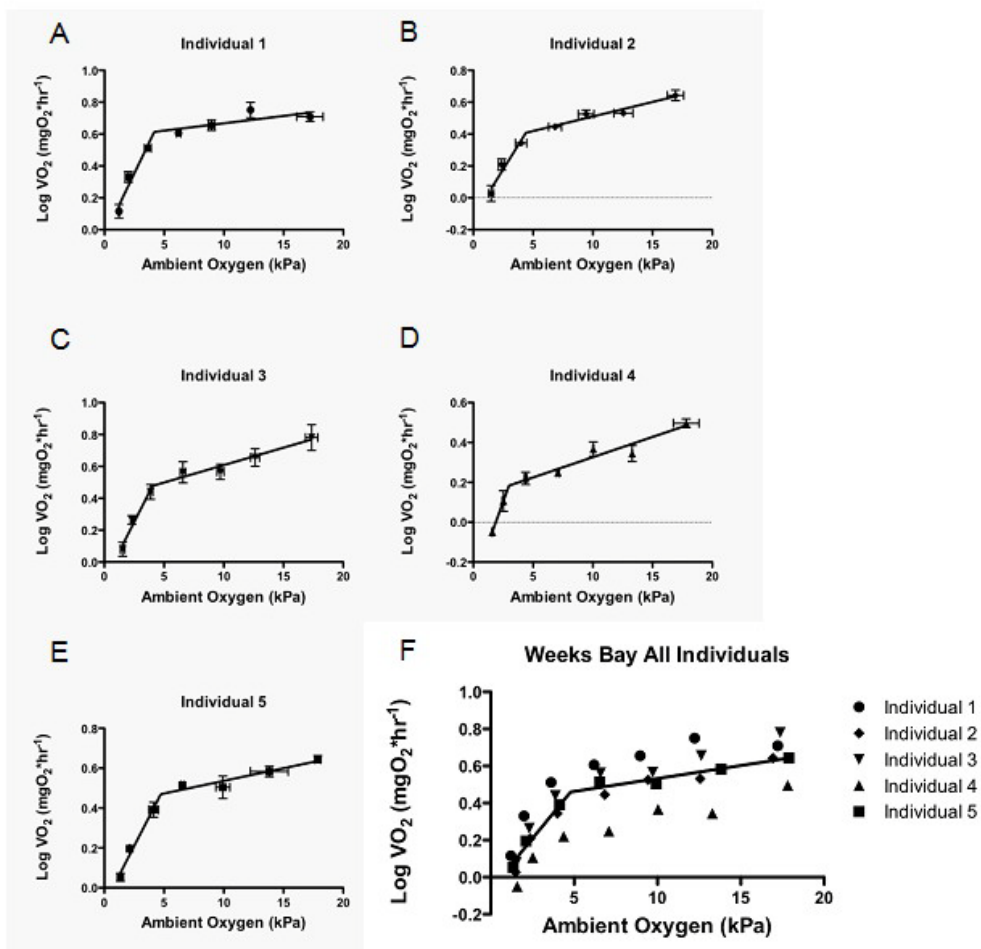 A
Individual 1
Log VO2 (mgO2*hr-1)
1.0
0.8
0.6
0.4
0.2
0.0
0 5 10 15 20
Ambient Oxygen (kPa)
B
Individual 2
Log VO2 (mgO2*hr-1)
0.8
0.6
0.4
0.2
0.0
-0.2
0 5 10 15 20
Ambient Oxygen (kPa)
C
Individual 3
Log VO2 (mgO2*hr-1)
1.0
0.8
0.6
0.4
0.2
0.0
0 5 10 15 20
Ambient Oxygen (kPa)
D
Individual 4
Log VO2 (mgO2*hr-1)
0.6
0.4
0.2
0.0
-0.2
0 5 10 15 20
Ambient Oxygen (kPa)
E
Individual 5
Log VO2 (mgO2*hr-1)
0.8
0.6
0.4
0.2
0.0
0 5 10 15 20
Ambient Oxygen (kPa)
F
Weeks Bay All Individuals
Log VO2 (mgO2*hr-1)
1.0
0.8
0.6
0.4
0.2
0.0
-0.2
5 10 15 20
Ambient Oxygen (kPa)
Individual 1
Individual 2
Individual 3
Individual 4
Individual 5